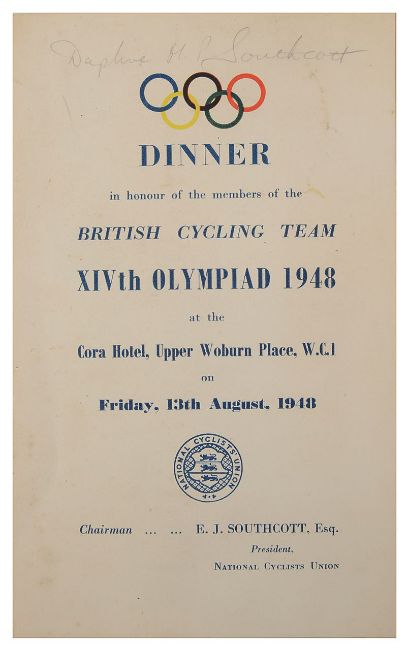 Daphne H. P. Southcott
DINNER
in honour of the members of the
BRITISH CYCLING TEAM
XIVth OLYMPIAD 1948
at the
Cora Hotel, Upper Woburn Place, W.C.1
on
Friday, 13th August, 1948
NATIONAL CYCLISTS' UNION
Chairman ... ... E. J. SOUTHCOTT, Esq.
President,
NATIONAL CYCLISTS UNION